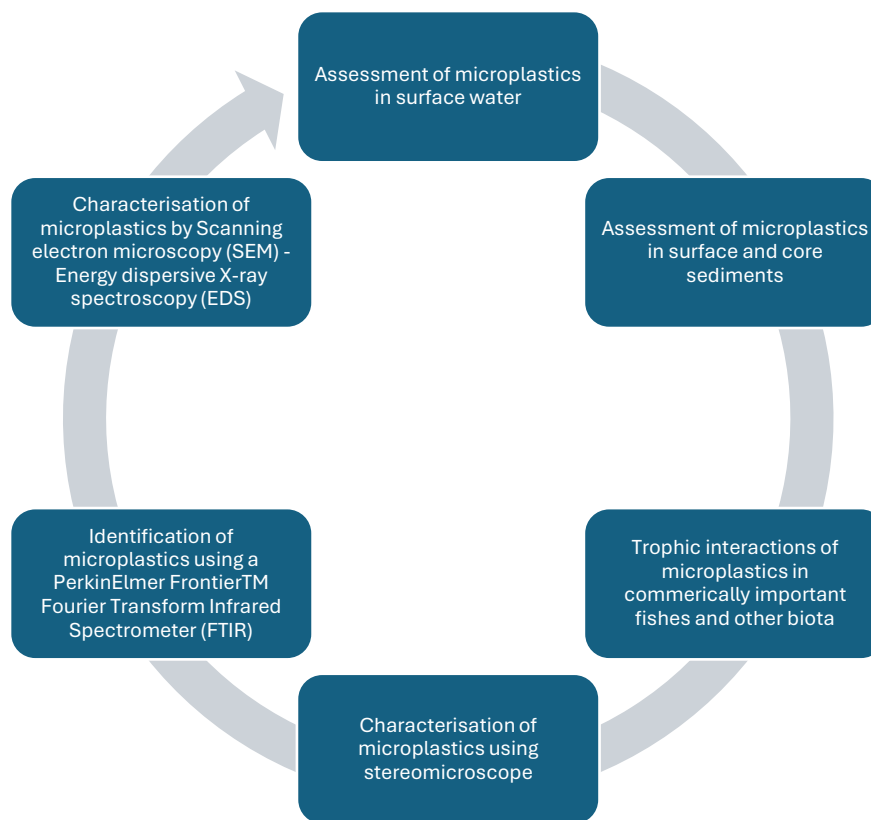 Assessment of microplastics
in surface water
Assessment of microplastics
in surface and core
sediments
Trophic interactions of
microplastics in
commerically important
fishes and other biota
Characterisation of
microplastics using
stereomicroscope
Identification of
microplastics using a
PerkinElmer FrontierTM
Fourier Transform Infrared
Spectrometer (FTIR)
Characterisation of
microplastics by Scanning
electron microscopy (SEM) -
Energy dispersive X-ray
spectroscopy (EDS)